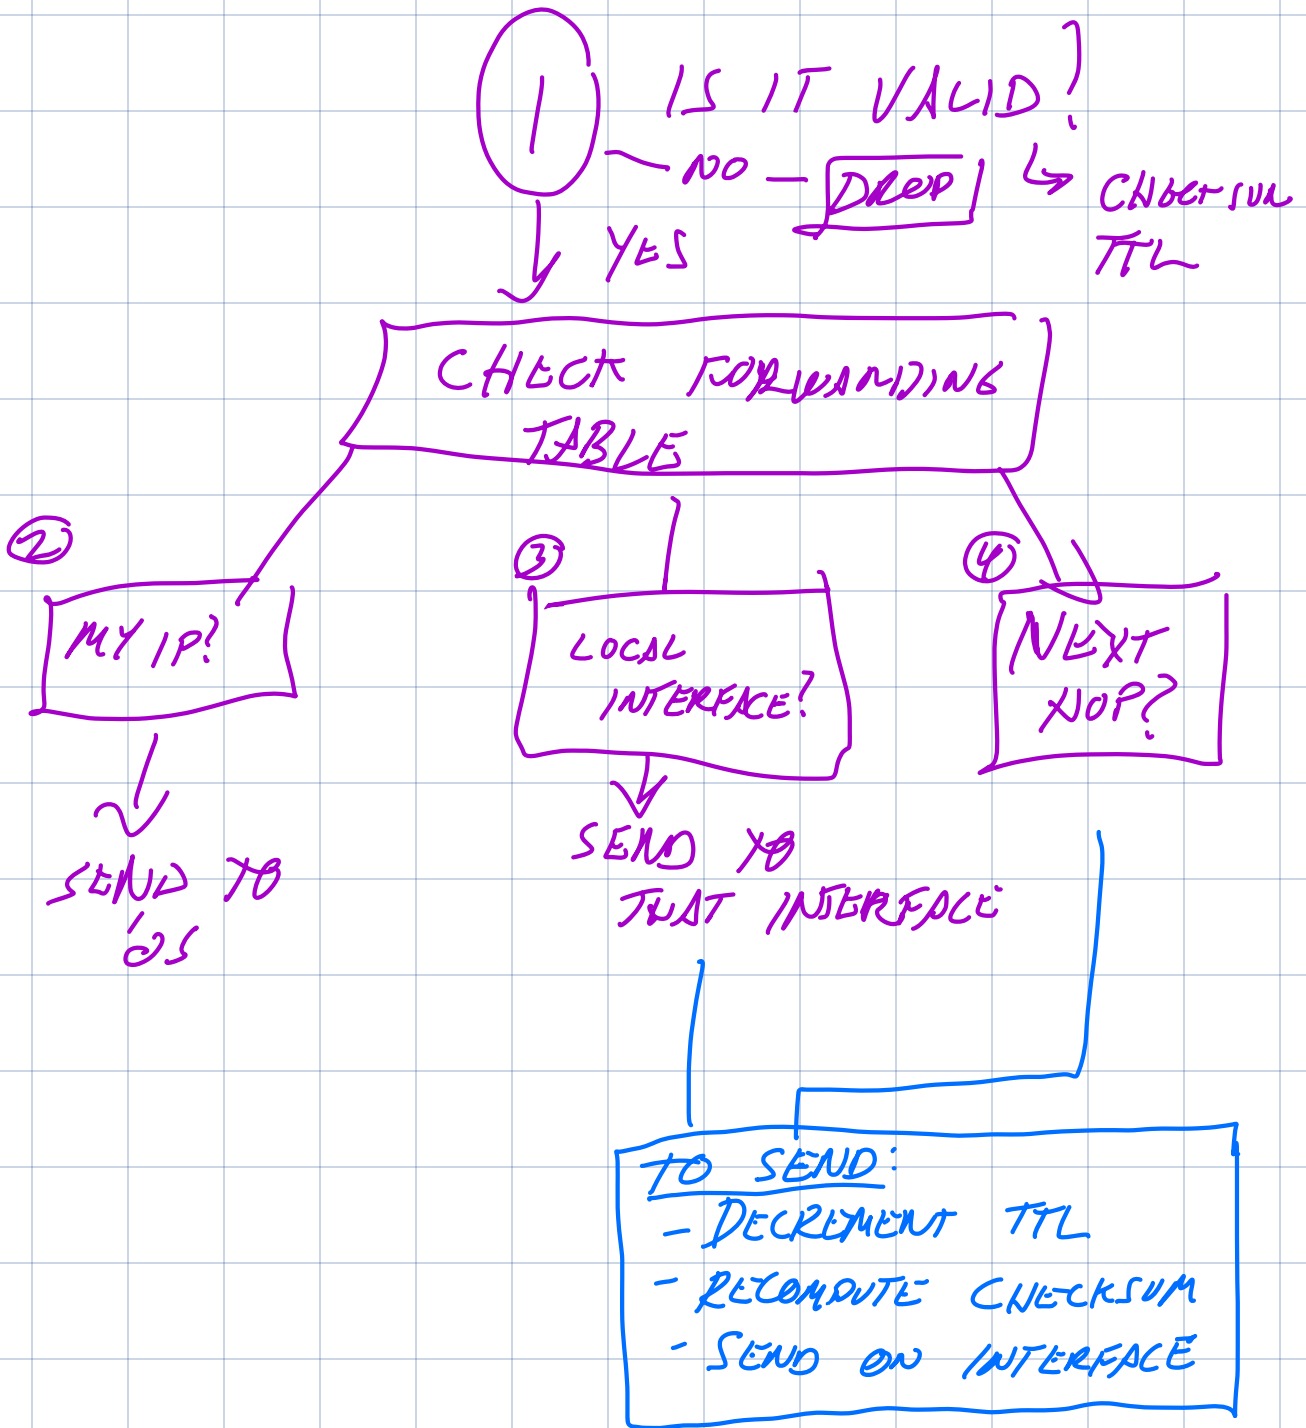 1 IS IT VALID?
NO DROP
CHECKSUM
TTL
YES
CHECK FORWARDING
TABLE
2
MY IP?
SEND TO
OS
3
LOCAL
INTERFACE?
SEND TO
THAT INTERFACE
4
NEXT
HOP?
TO SEND:
- DECREMENT TTL
- RECOMPUTE CHECKSUM
- SEND ON INTERFACE